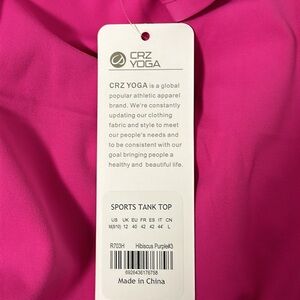 CRZ
YOGA
CRZ YOGA is a global
popular athletic apparel
brand. We're constantly
updating our clothing
fabric and style to meet
our people's needs and
to be consistent with our
goal bringing people a
healthy and beautiful life.
SPORTS TANK TOP
US UK EU FR ES IT CN
M(8/10) 12 40 42 42 44 L
R703H Hibiscus Purple#3
6926436176758
Made in China